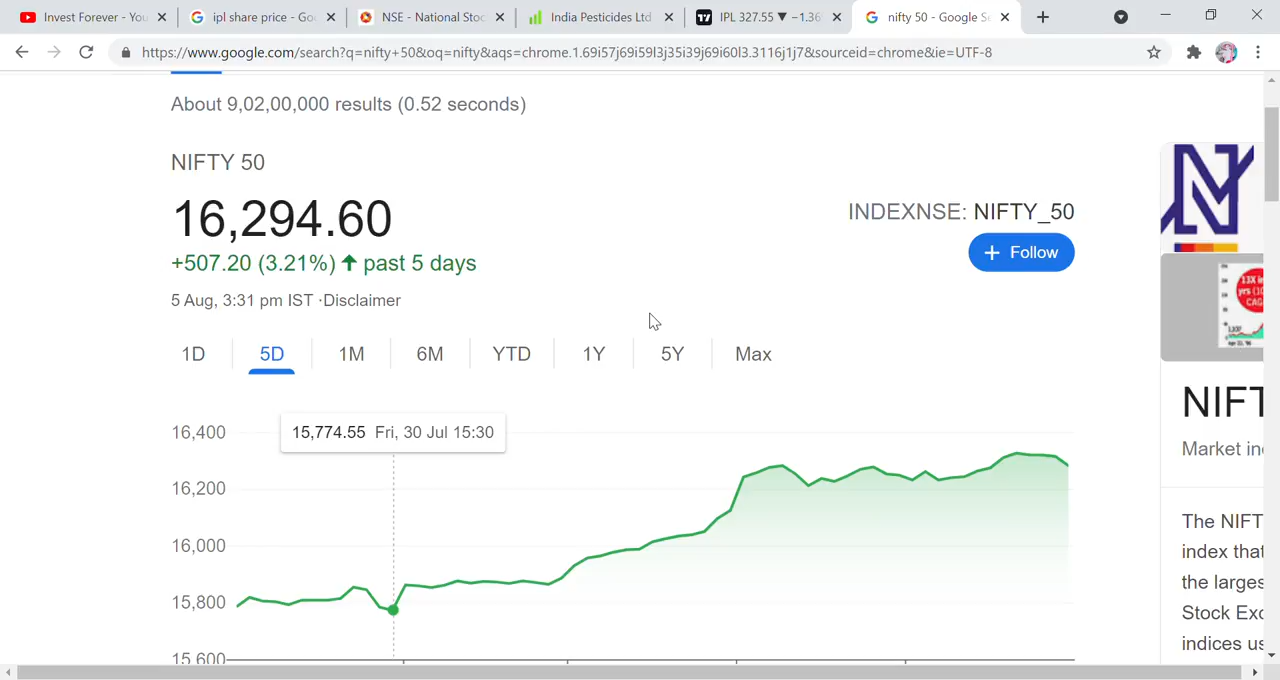 Invest Forever - You
ipl share price - Goo
NSE - National Stoc
India Pesticides Ltd
IPL 327.55 ▼ −1.36
nifty 50 - Google Se
https://www.google.com/search?q=nifty+50&oq=nifty&aqs=chrome.1.69i57j69i59l3j35i39j69i60l3.3116j1j7&sourceid=chrome&ie=UTF-8
About 9,02,00,000 results (0.52 seconds)
NIFTY 50
16,294.60
INDEXNSE: NIFTY_50
+507.20 (3.21%) ↑ past 5 days
+ Follow
5 Aug, 3:31 pm IST ·Disclaimer
1D 5D 1M 6M YTD 1Y 5Y Max
16,400
15,774.55 Fri, 30 Jul 15:30
16,200
16,000
15,800
15,600
NIFT
Market in
The NIFT
index that
the larges
Stock Exc
indices us